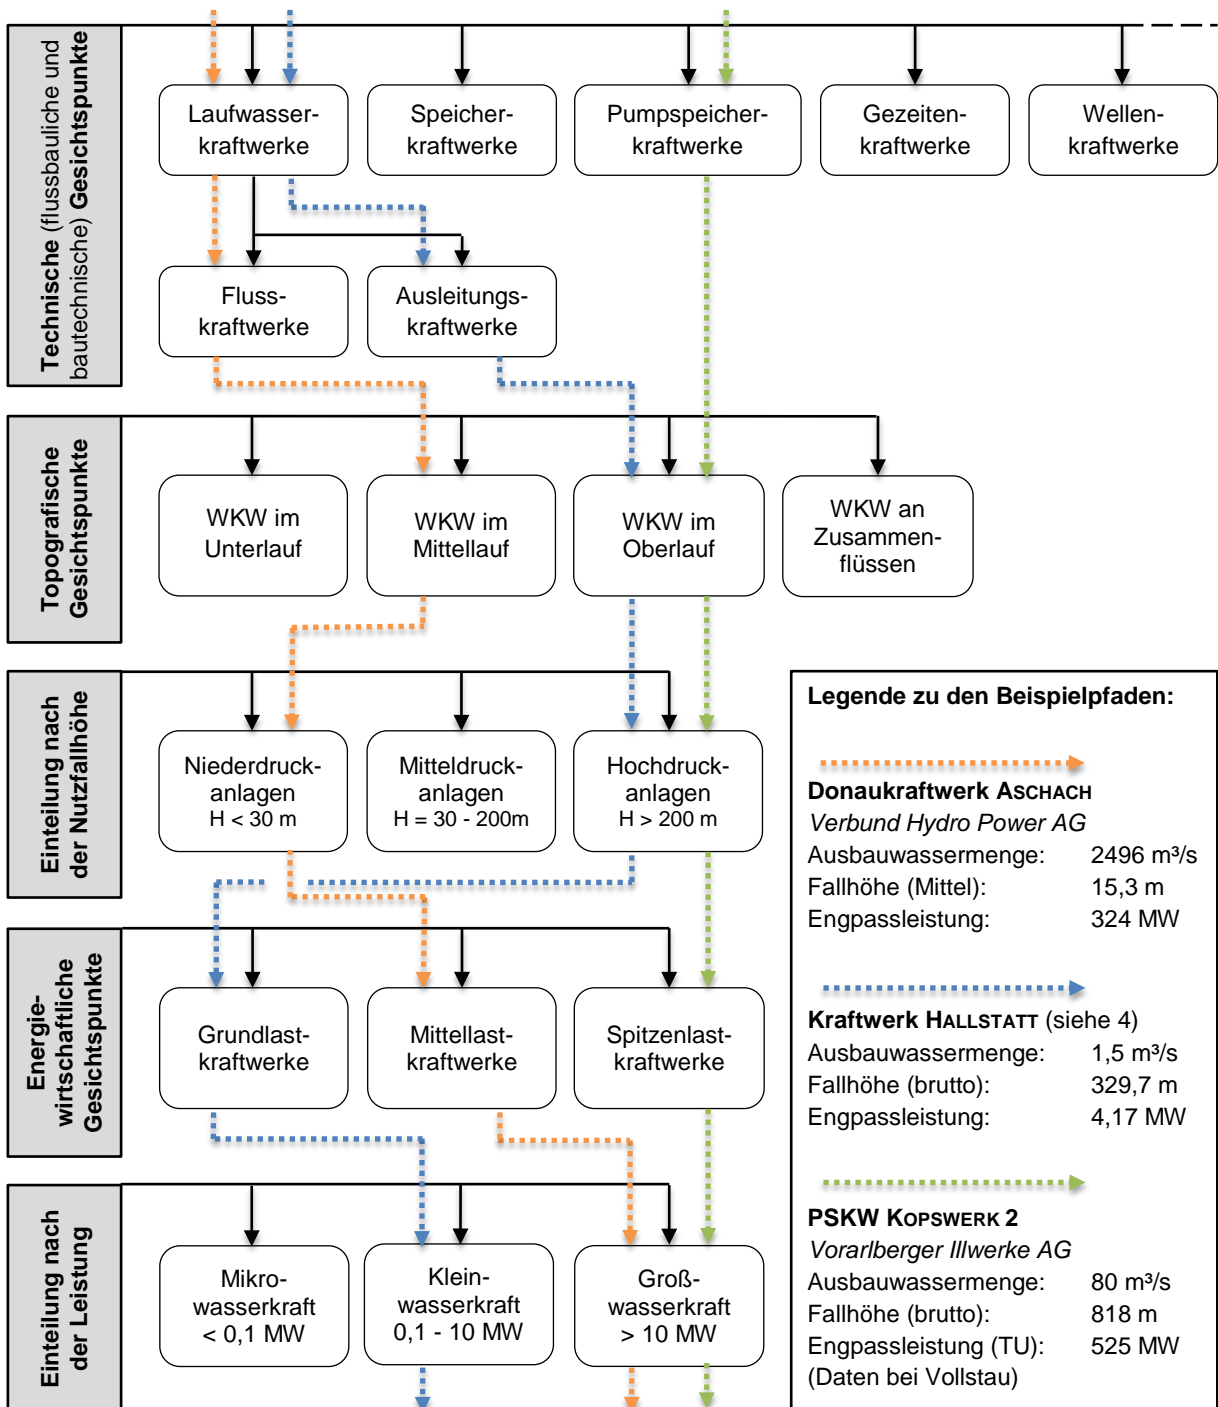 Technische (flussbauliche und
bautechnische) Gesichtspunkte
Laufwasser-
kraftwerke
Speicher-
kraftwerke
Pumpspeicher-
kraftwerke
Gezeiten-
kraftwerke
Wellen-
kraftwerke
Fluss-
kraftwerke
Ausleitungs-
kraftwerke
Topografische
Gesichtspunkte
WKW im
Unterlauf
WKW im
Mittellauf
WKW im
Oberlauf
WKW an
Zusammen-
flüssen
Einteilung nach
der Nutzfallhöhe
Niederdruck-
anlagen
H < 30 m
Mitteldruck-
anlagen
H = 30 - 200m
Hochdruck-
anlagen
H > 200 m
Energie-
wirtschaftliche
Gesichtspunkte
Grundlast-
kraftwerke
Mittellast-
kraftwerke
Spitzenlast-
kraftwerke
Einteilung nach
der Leistung
Mikro-
wasserkraft
< 0,1 MW
Klein-
wasserkraft
0,1 - 10 MW
Groß-
wasserkraft
> 10 MW
Legende zu den Beispielpfaden:
Donaukraftwerk ASCHACH
Verbund Hydro Power AG
Ausbauwassermenge: 2496 m³/s
Fallhöhe (Mittel): 15,3 m
Engpassleistung: 324 MW
Kraftwerk HALLSTATT (siehe 4)
Ausbauwassermenge: 1,5 m³/s
Fallhöhe (brutto): 329,7 m
Engpassleistung: 4,17 MW
PSKW KOPSWERK 2
Vorarlberger Illwerke AG
Ausbauwassermenge: 80 m³/s
Fallhöhe (brutto): 818 m
Engpassleistung (TU): 525 MW
(Daten bei Vollstau)